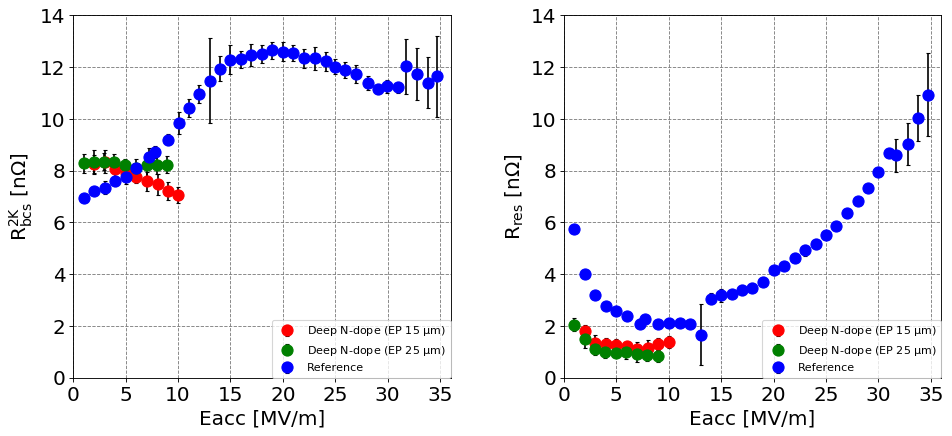 14
12
10
8
6
4
2
0
R_bcs^2K [nΩ]
Deep N-dope (EP 15 μm)
Deep N-dope (EP 25 μm)
Reference
0 5 10 15 20 25 30 35
Eacc [MV/m]
14
12
10
8
6
4
2
0
R_res [nΩ]
Deep N-dope (EP 15 μm)
Deep N-dope (EP 25 μm)
Reference
0 5 10 15 20 25 30 35
Eacc [MV/m]